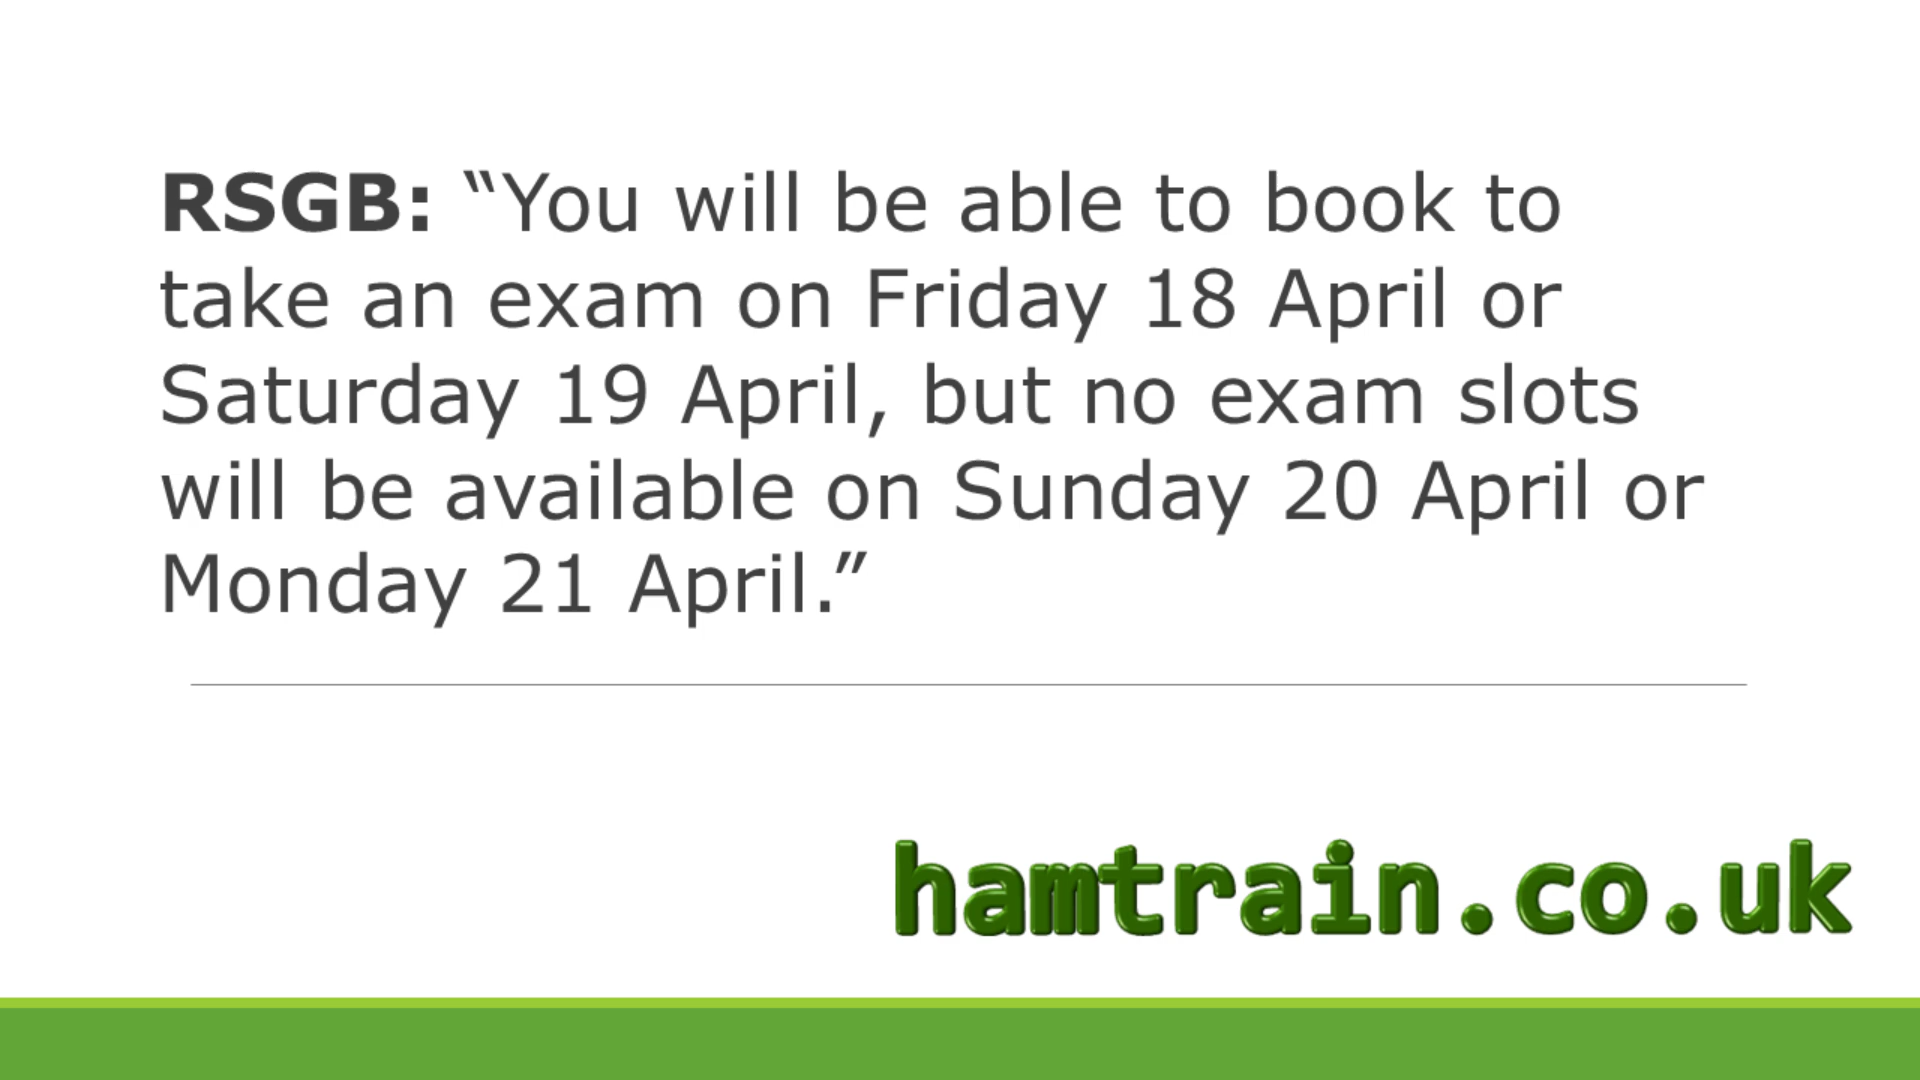 RSGB: “You will be able to book to
take an exam on Friday 18 April or
Saturday 19 April, but no exam slots
will be available on Sunday 20 April or
Monday 21 April.”
hamtrain.co.uk